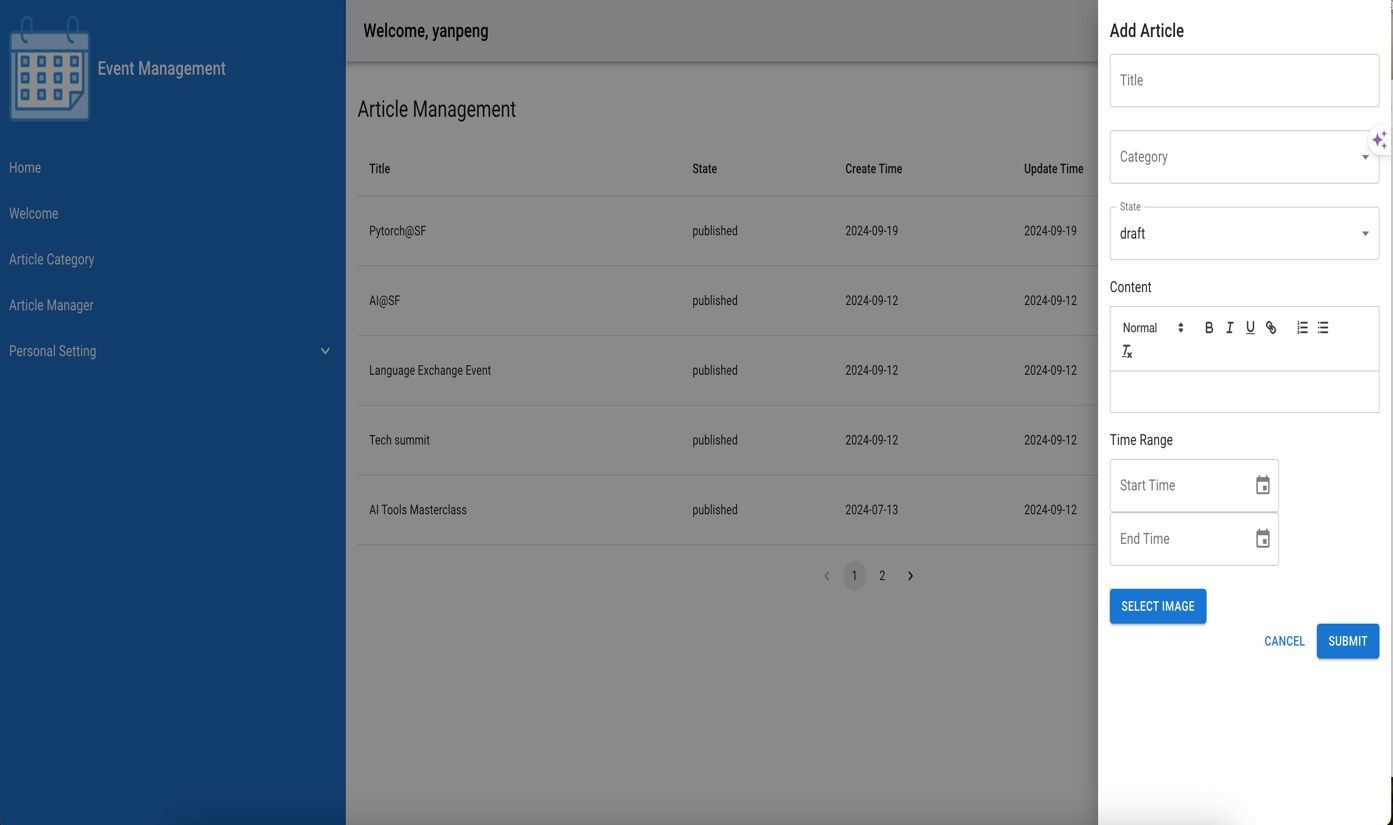 Event Management
Home
Welcome
Article Category
Article Manager
Personal Setting
Welcome, yanpeng
Article Management
Title State Create Time Update Time
Pytorch@SF published 2024-09-19 2024-09-19
AI@SF published 2024-09-12 2024-09-12
Language Exchange Event published 2024-09-12 2024-09-12
Tech summit published 2024-09-12 2024-09-12
AI Tools Masterclass published 2024-07-13 2024-09-12
1 2
Add Article
Title
Category
State
draft
Content
Normal B I U
Time Range
Start Time
End Time
SELECT IMAGE
CANCEL SUBMIT